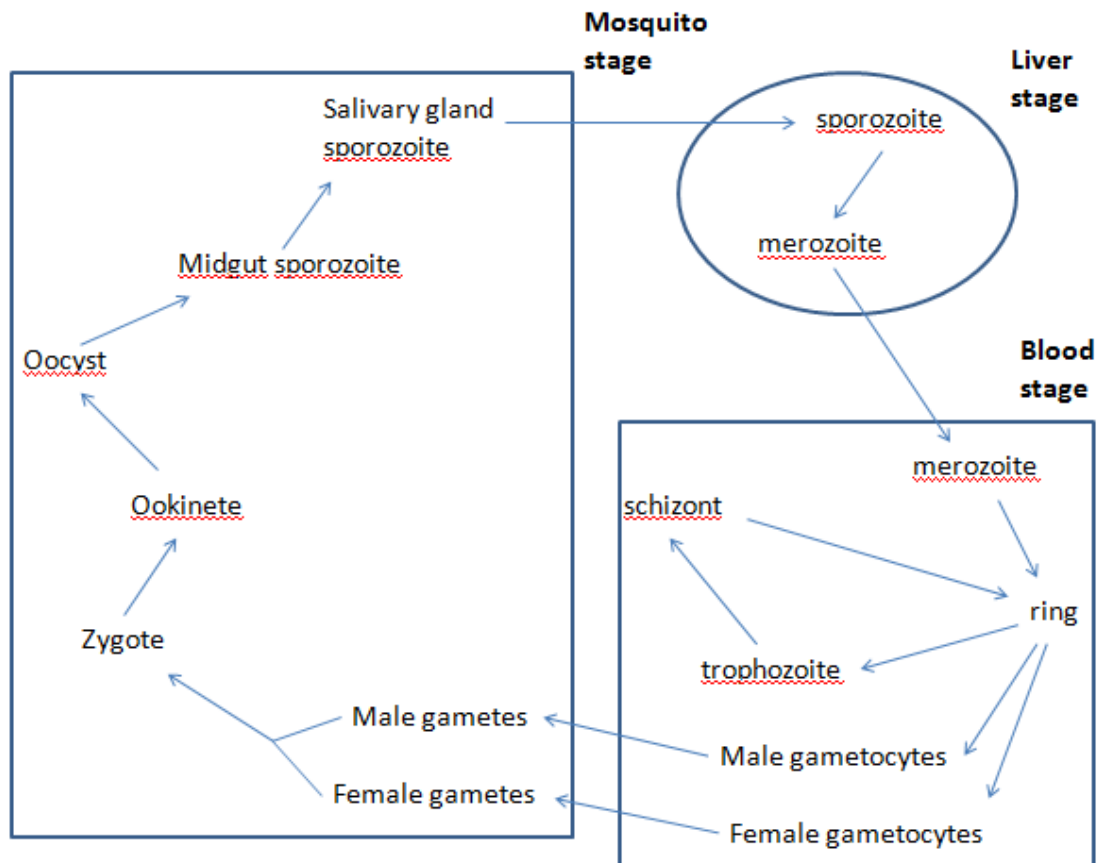 Mosquito
stage
Liver
stage
Salivary gland
sporozoite
sporozoite
merozoite
Midgut sporozoite
Oocyst
Blood
stage
merozoite
Ookinete
schizont
ring
Zygote
trophozoite
Male gametes
Male gametocytes
Female gametes
Female gametocytes